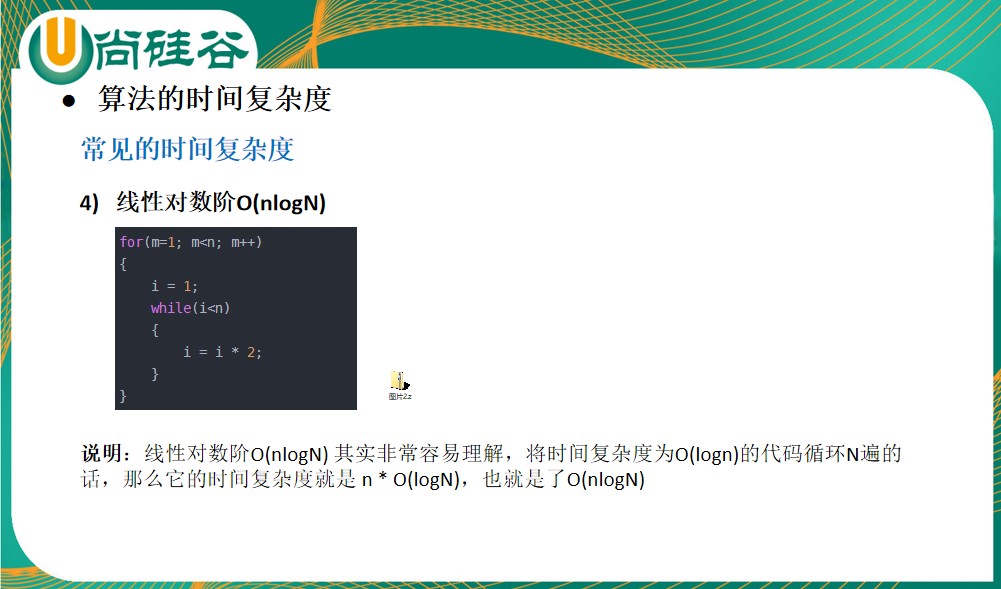 尚硅谷
● 算法的时间复杂度
常见的时间复杂度
4) 线性对数阶O(nlogN)
for(m=1; m<n; m++)
{
    i = 1;
    while(i<n)
    {
        i = i * 2;
    }
}
图片2.z
说明：线性对数阶O(nlogN) 其实非常容易理解，将时间复杂度为O(logn)的代码循环N遍的
话，那么它的时间复杂度就是 n * O(logN)，也就是了O(nlogN)